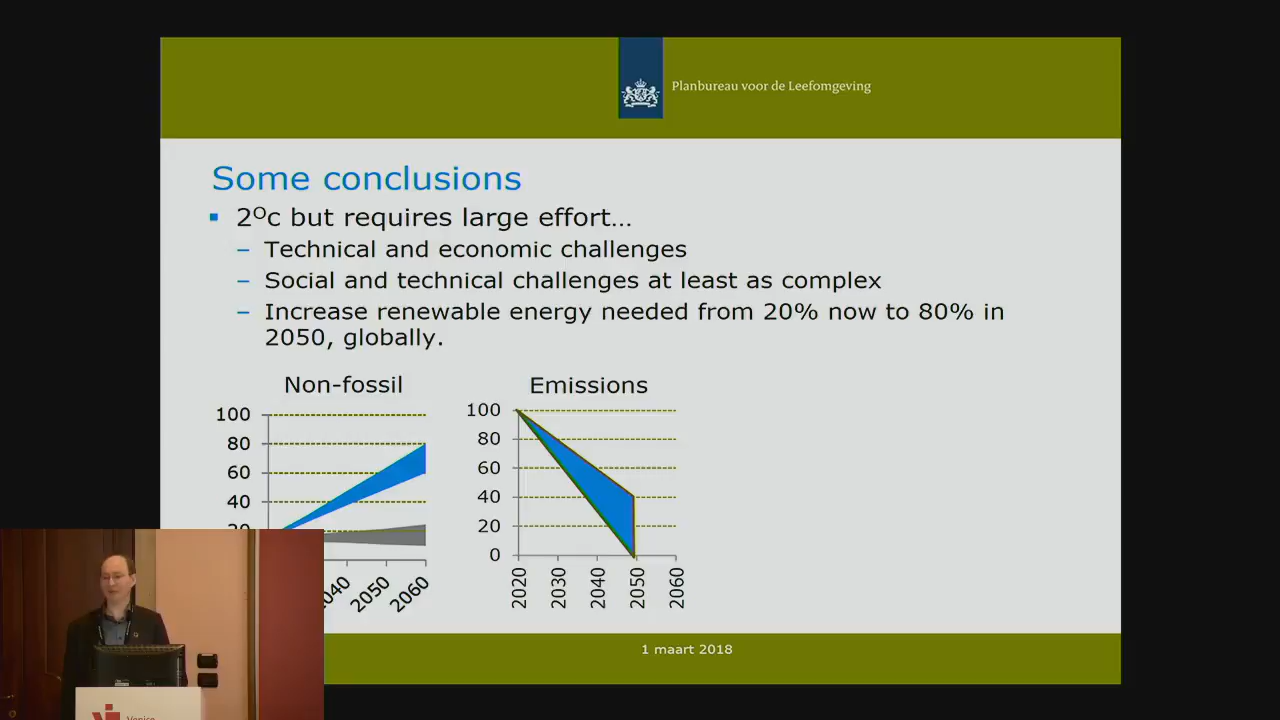 Planbureau voor de Leefomgeving
Some conclusions
2ºc but requires large effort…
– Technical and economic challenges
– Social and technical challenges at least as complex
– Increase renewable energy needed from 20% now to 80% in
2050, globally.
Non-fossil
100
80
60
40
20
2040
2050
2060
Emissions
100
80
60
40
20
0
2020
2030
2040
2050
2060
1 maart 2018
Venice